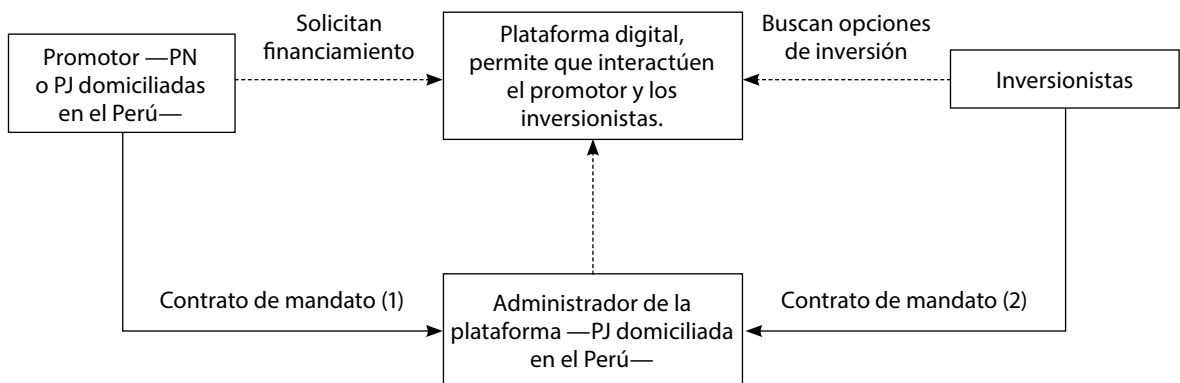 Promotor —PN
o PJ domiciliadas
en el Perú—
Solicitan
financiamiento
Plataforma digital,
permite que interactúen
el promotor y los
inversionistas.
Buscan opciones
de inversión
Inversionistas
Contrato de mandato (1)
Administrador de la
plataforma —PJ domiciliada
en el Perú—
Contrato de mandato (2)